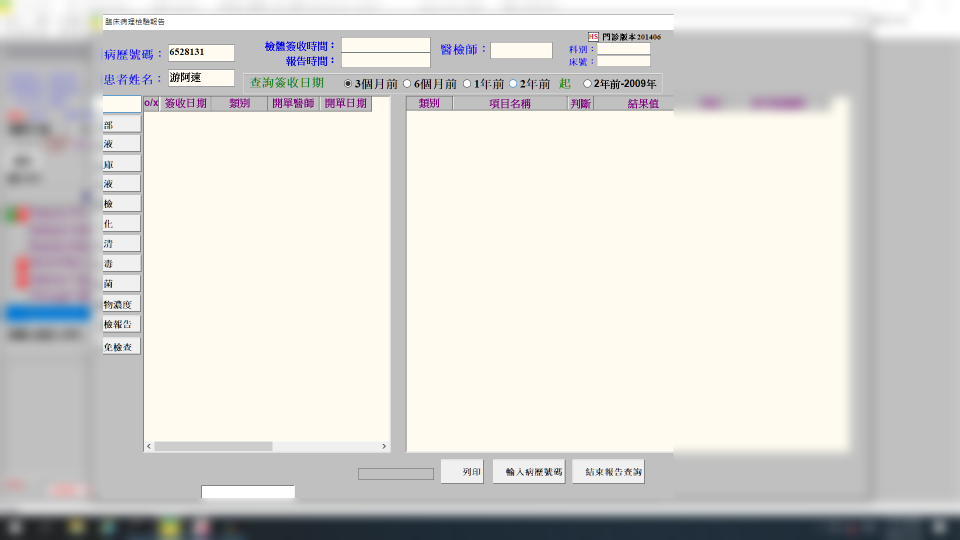 臨床病理檢驗報告
HS 門診版本201406
病歷號碼： 6528131
檢體簽收時間：
報告時間：
醫檢師：
科別：
床號：
患者姓名： 游阿速
查詢簽收日期 3個月前 6個月前 1年前 2年前 起 2年前-2009年
o/x 簽收日期 類別 開單醫師 開單日期
類別 項目名稱 判斷 結果值
部
液
庫
液
檢
化
清
毒
菌
物濃度
檢報告
免檢查
列印 輸入病歷號碼 結束報告查詢